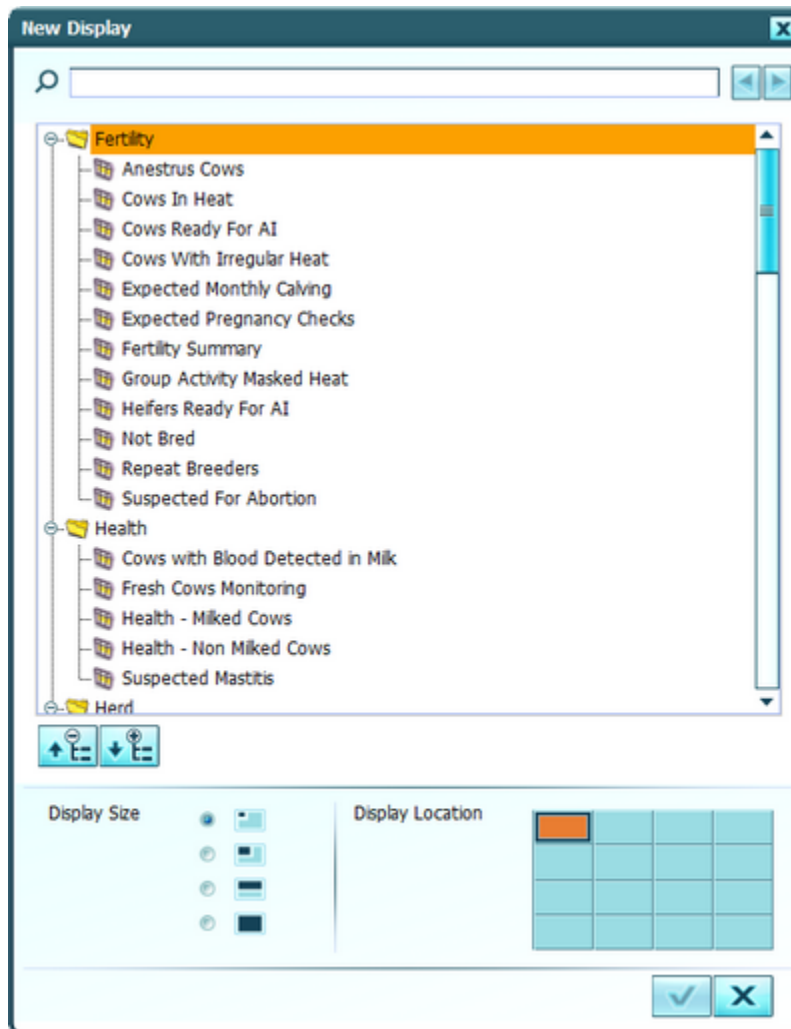 New Display
Fertility
Anestrus Cows
Cows In Heat
Cows Ready For AI
Cows With Irregular Heat
Expected Monthly Calving
Expected Pregnancy Checks
Fertility Summary
Group Activity Masked Heat
Heifers Ready For AI
Not Bred
Repeat Breeders
Suspected For Abortion
Health
Cows with Blood Detected in Milk
Fresh Cows Monitoring
Health - Milked Cows
Health - Non Milked Cows
Suspected Mastitis
Herd
Display Size
Display Location